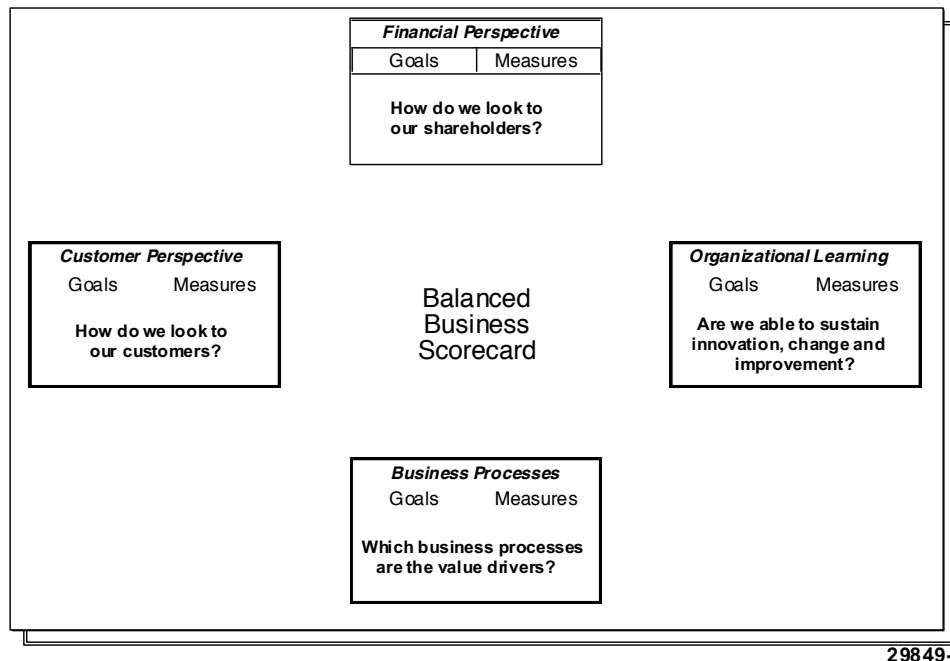 Financial Perspective
Goals Measures
How do we look to
our shareholders?
Customer Perspective
Goals Measures
How do we look to
our customers?
Balanced
Business
Scorecard
Organizational Learning
Goals Measures
Are we able to sustain
innovation, change and
improvement?
Business Processes
Goals Measures
Which business processes
are the value drivers?
29849-